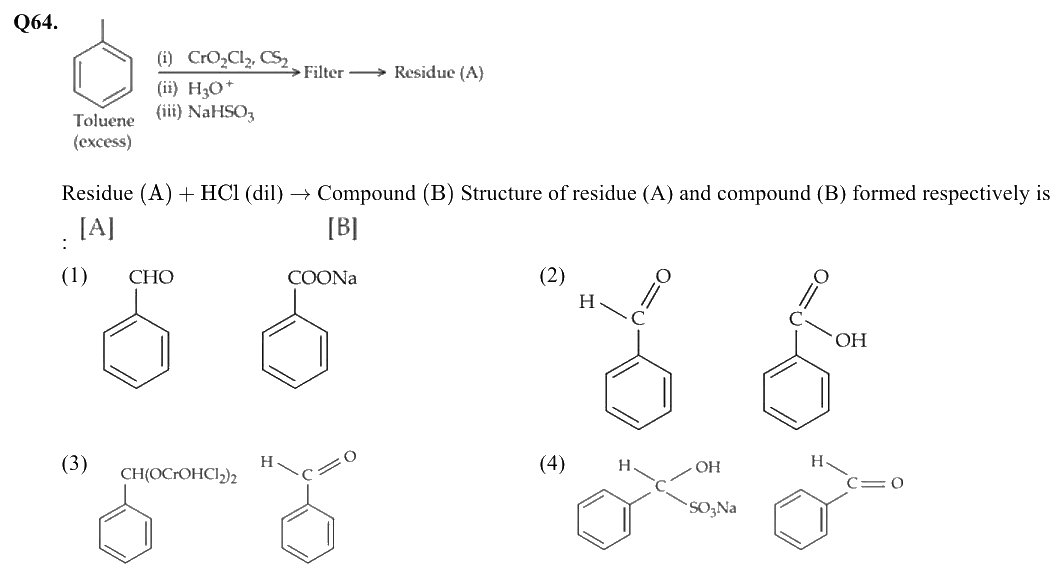 Q64.
(i) CrO₂Cl₂, CS₂
(ii) H₃O⁺
(iii) NaHSO₃
Filter → Residue (A)
Toluene
(excess)
Residue (A) + HCl (dil) → Compound (B) Structure of residue (A) and compound (B) formed respectively is
: [A] [B]
(1) CHO COONa
(2) H C O C O OH
(3) CH(OCrOHCl₂)₂ H C O
(4) H C OH SO₃Na H C=O